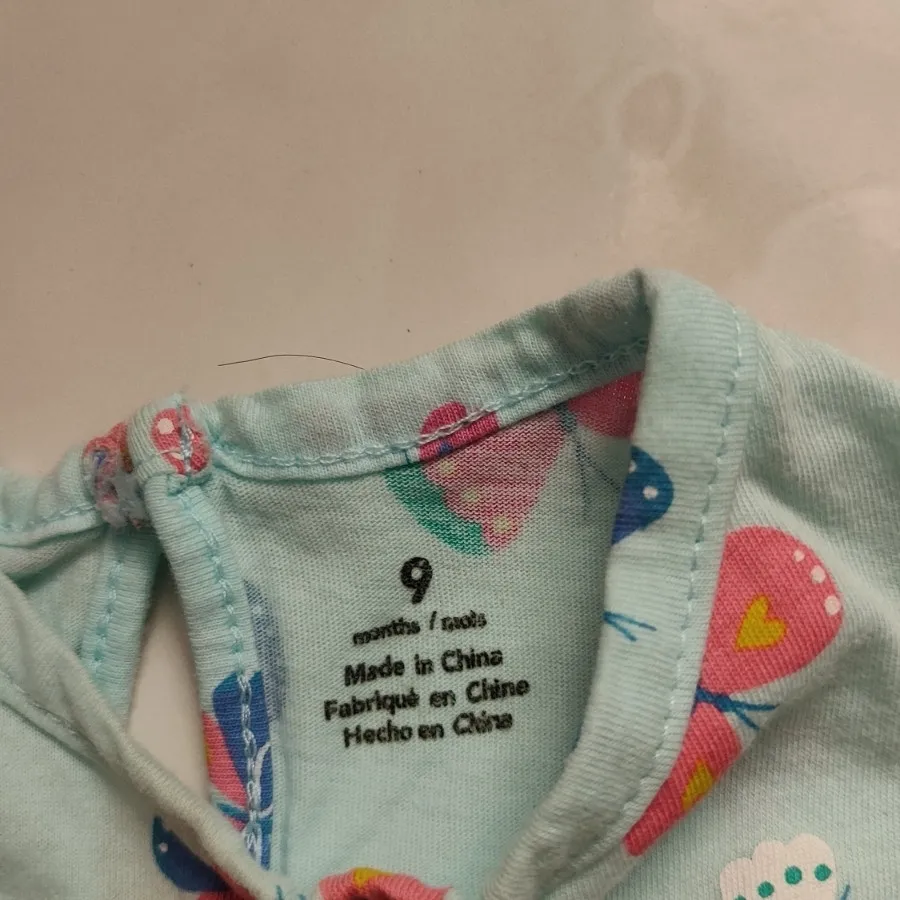 9
months / mois
Made in China
Fabriqué en Chine
Hecho en China